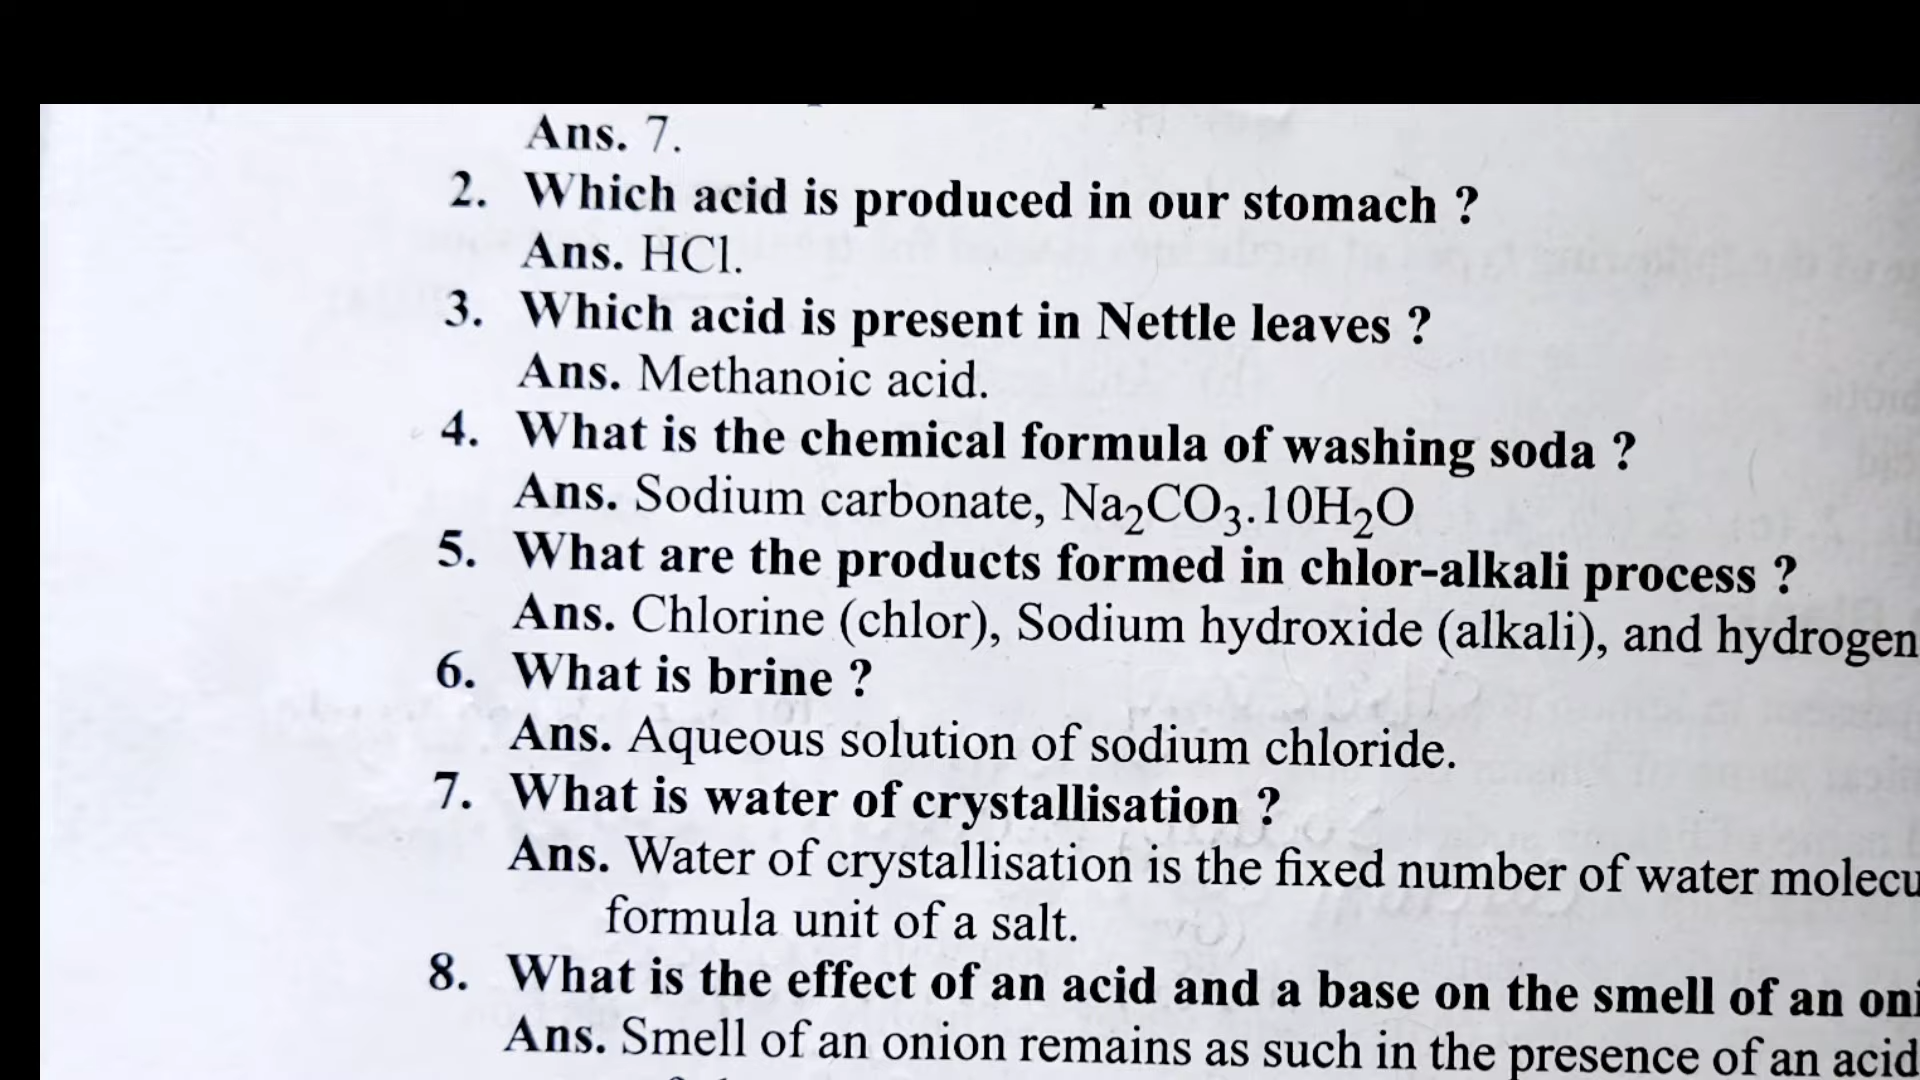 Ans. 7.
2. Which acid is produced in our stomach ?
Ans. HCl.
3. Which acid is present in Nettle leaves ?
Ans. Methanoic acid.
4. What is the chemical formula of washing soda ?
Ans. Sodium carbonate, Na₂CO₃.10H₂O
5. What are the products formed in chlor-alkali process ?
Ans. Chlorine (chlor), Sodium hydroxide (alkali), and hydrogen
6. What is brine ?
Ans. Aqueous solution of sodium chloride.
7. What is water of crystallisation ?
Ans. Water of crystallisation is the fixed number of water molecu
formula unit of a salt.
8. What is the effect of an acid and a base on the smell of an oni
Ans. Smell of an onion remains as such in the presence of an acid